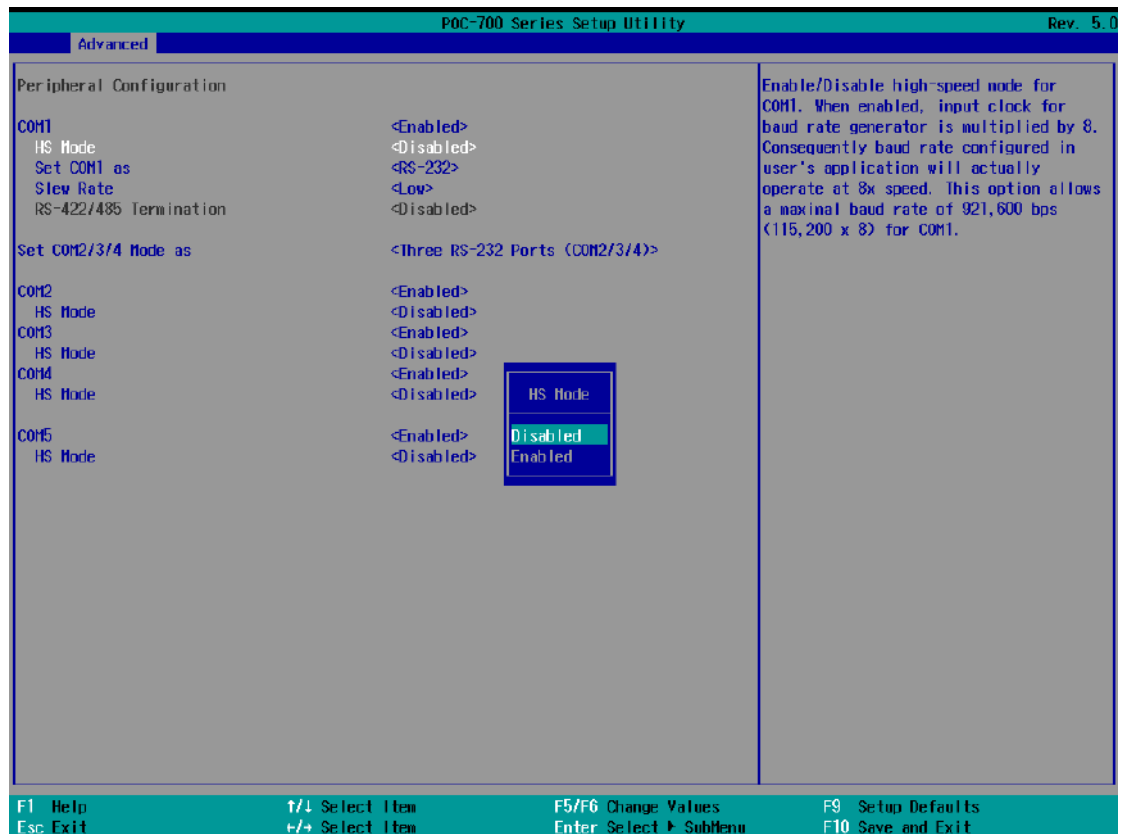 POC-700 Series Setup Utility Rev. 5.0
Advanced
Peripheral Configuration
COM1 <Enabled>
HS Mode <Disabled>
Set COM1 as <RS-232>
Slew Rate <Low>
RS-422/485 Termination <Disabled>
Set COM2/3/4 Mode as <Three RS-232 Ports (COM2/3/4)>
COM2 <Enabled>
HS Mode <Disabled>
COM3 <Enabled>
HS Mode <Disabled>
COM4 <Enabled>
HS Mode <Disabled>
COM5 <Enabled>
HS Mode <Disabled>
HS Mode
Disabled
Enabled
Enable/Disable high-speed mode for
COM1. When enabled, input clock for
baud rate generator is multiplied by 8.
Consequently baud rate configured in
user's application will actually
operate at 8x speed. This option allows
a maximal baud rate of 921,600 bps
(115,200 x 8) for COM1.
F1 Help ↑/↓ Select Item F5/F6 Change Values F9 Setup Defaults
Esc Exit ←/→ Select Item Enter Select ▶ SubMenu F10 Save and Exit